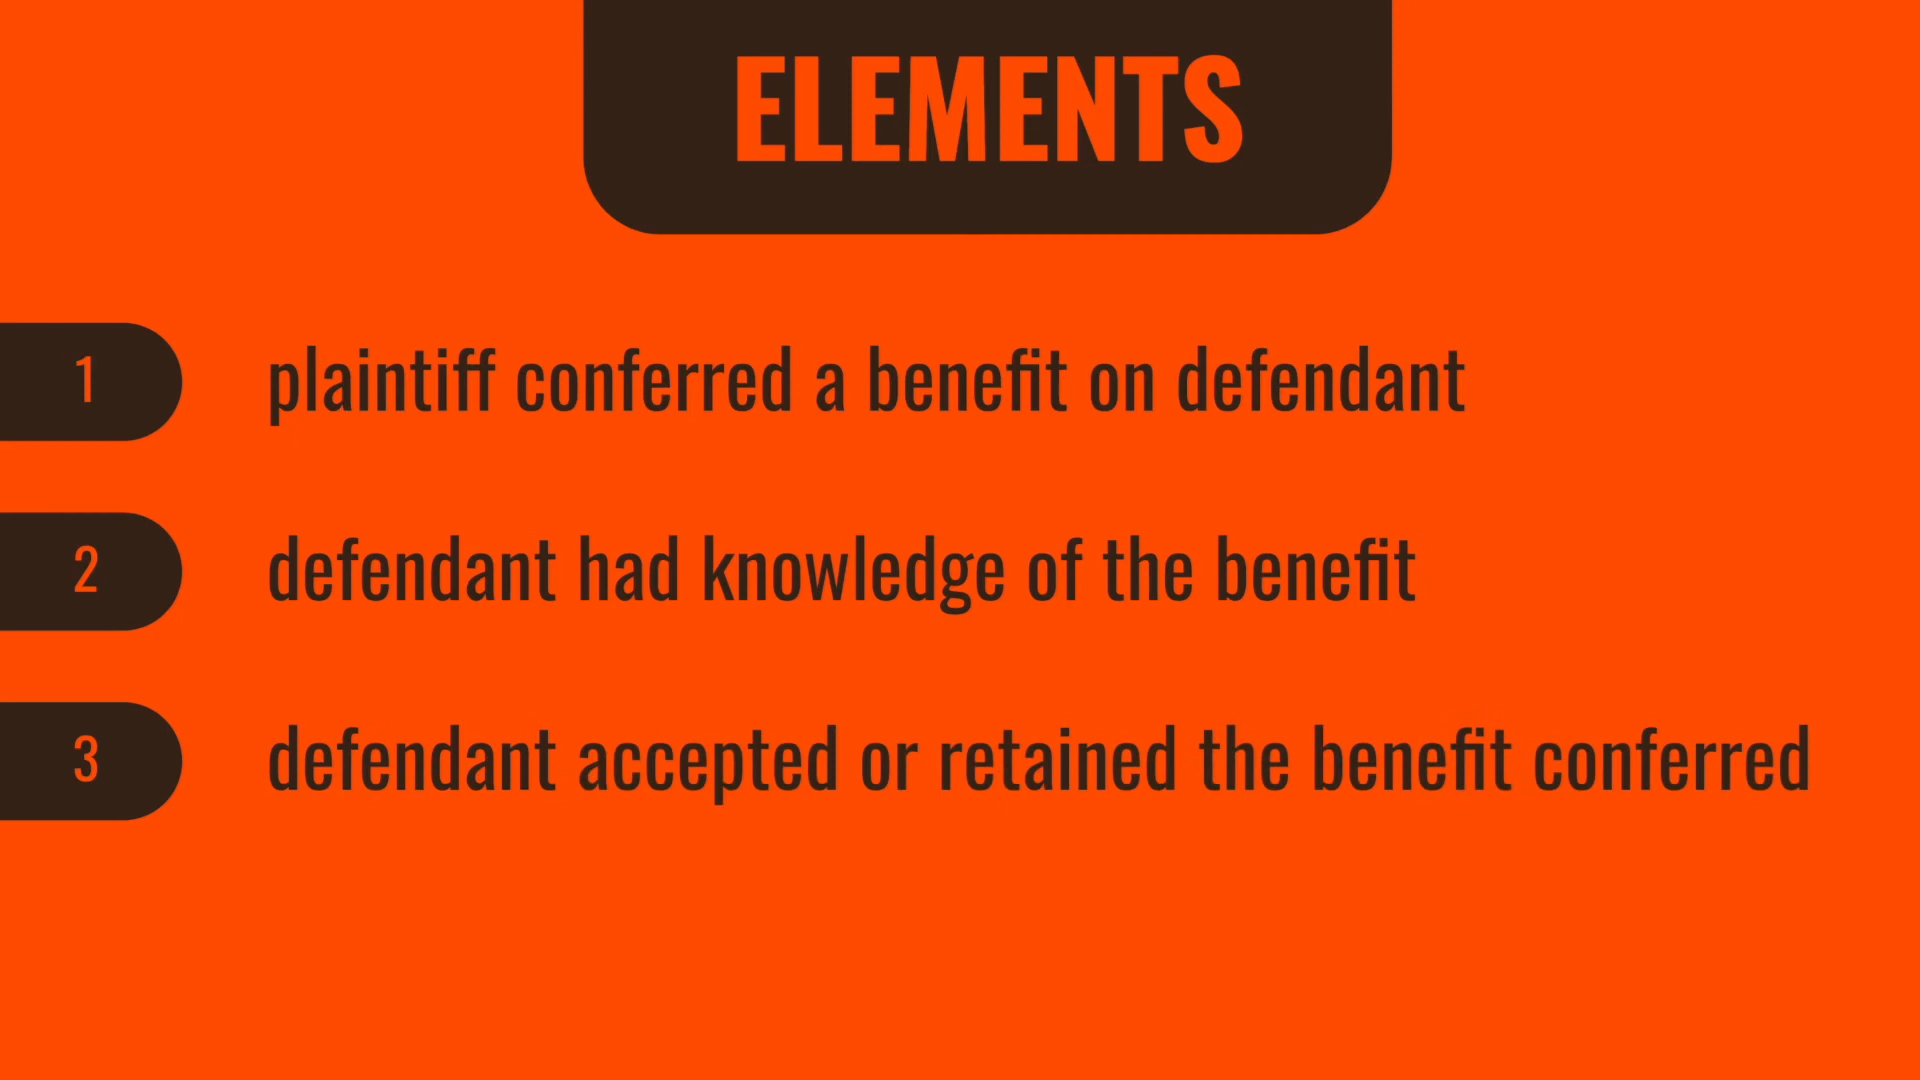 ELEMENTS
1 plaintiff conferred a benefit on defendant
2 defendant had knowledge of the benefit
3 defendant accepted or retained the benefit conferred